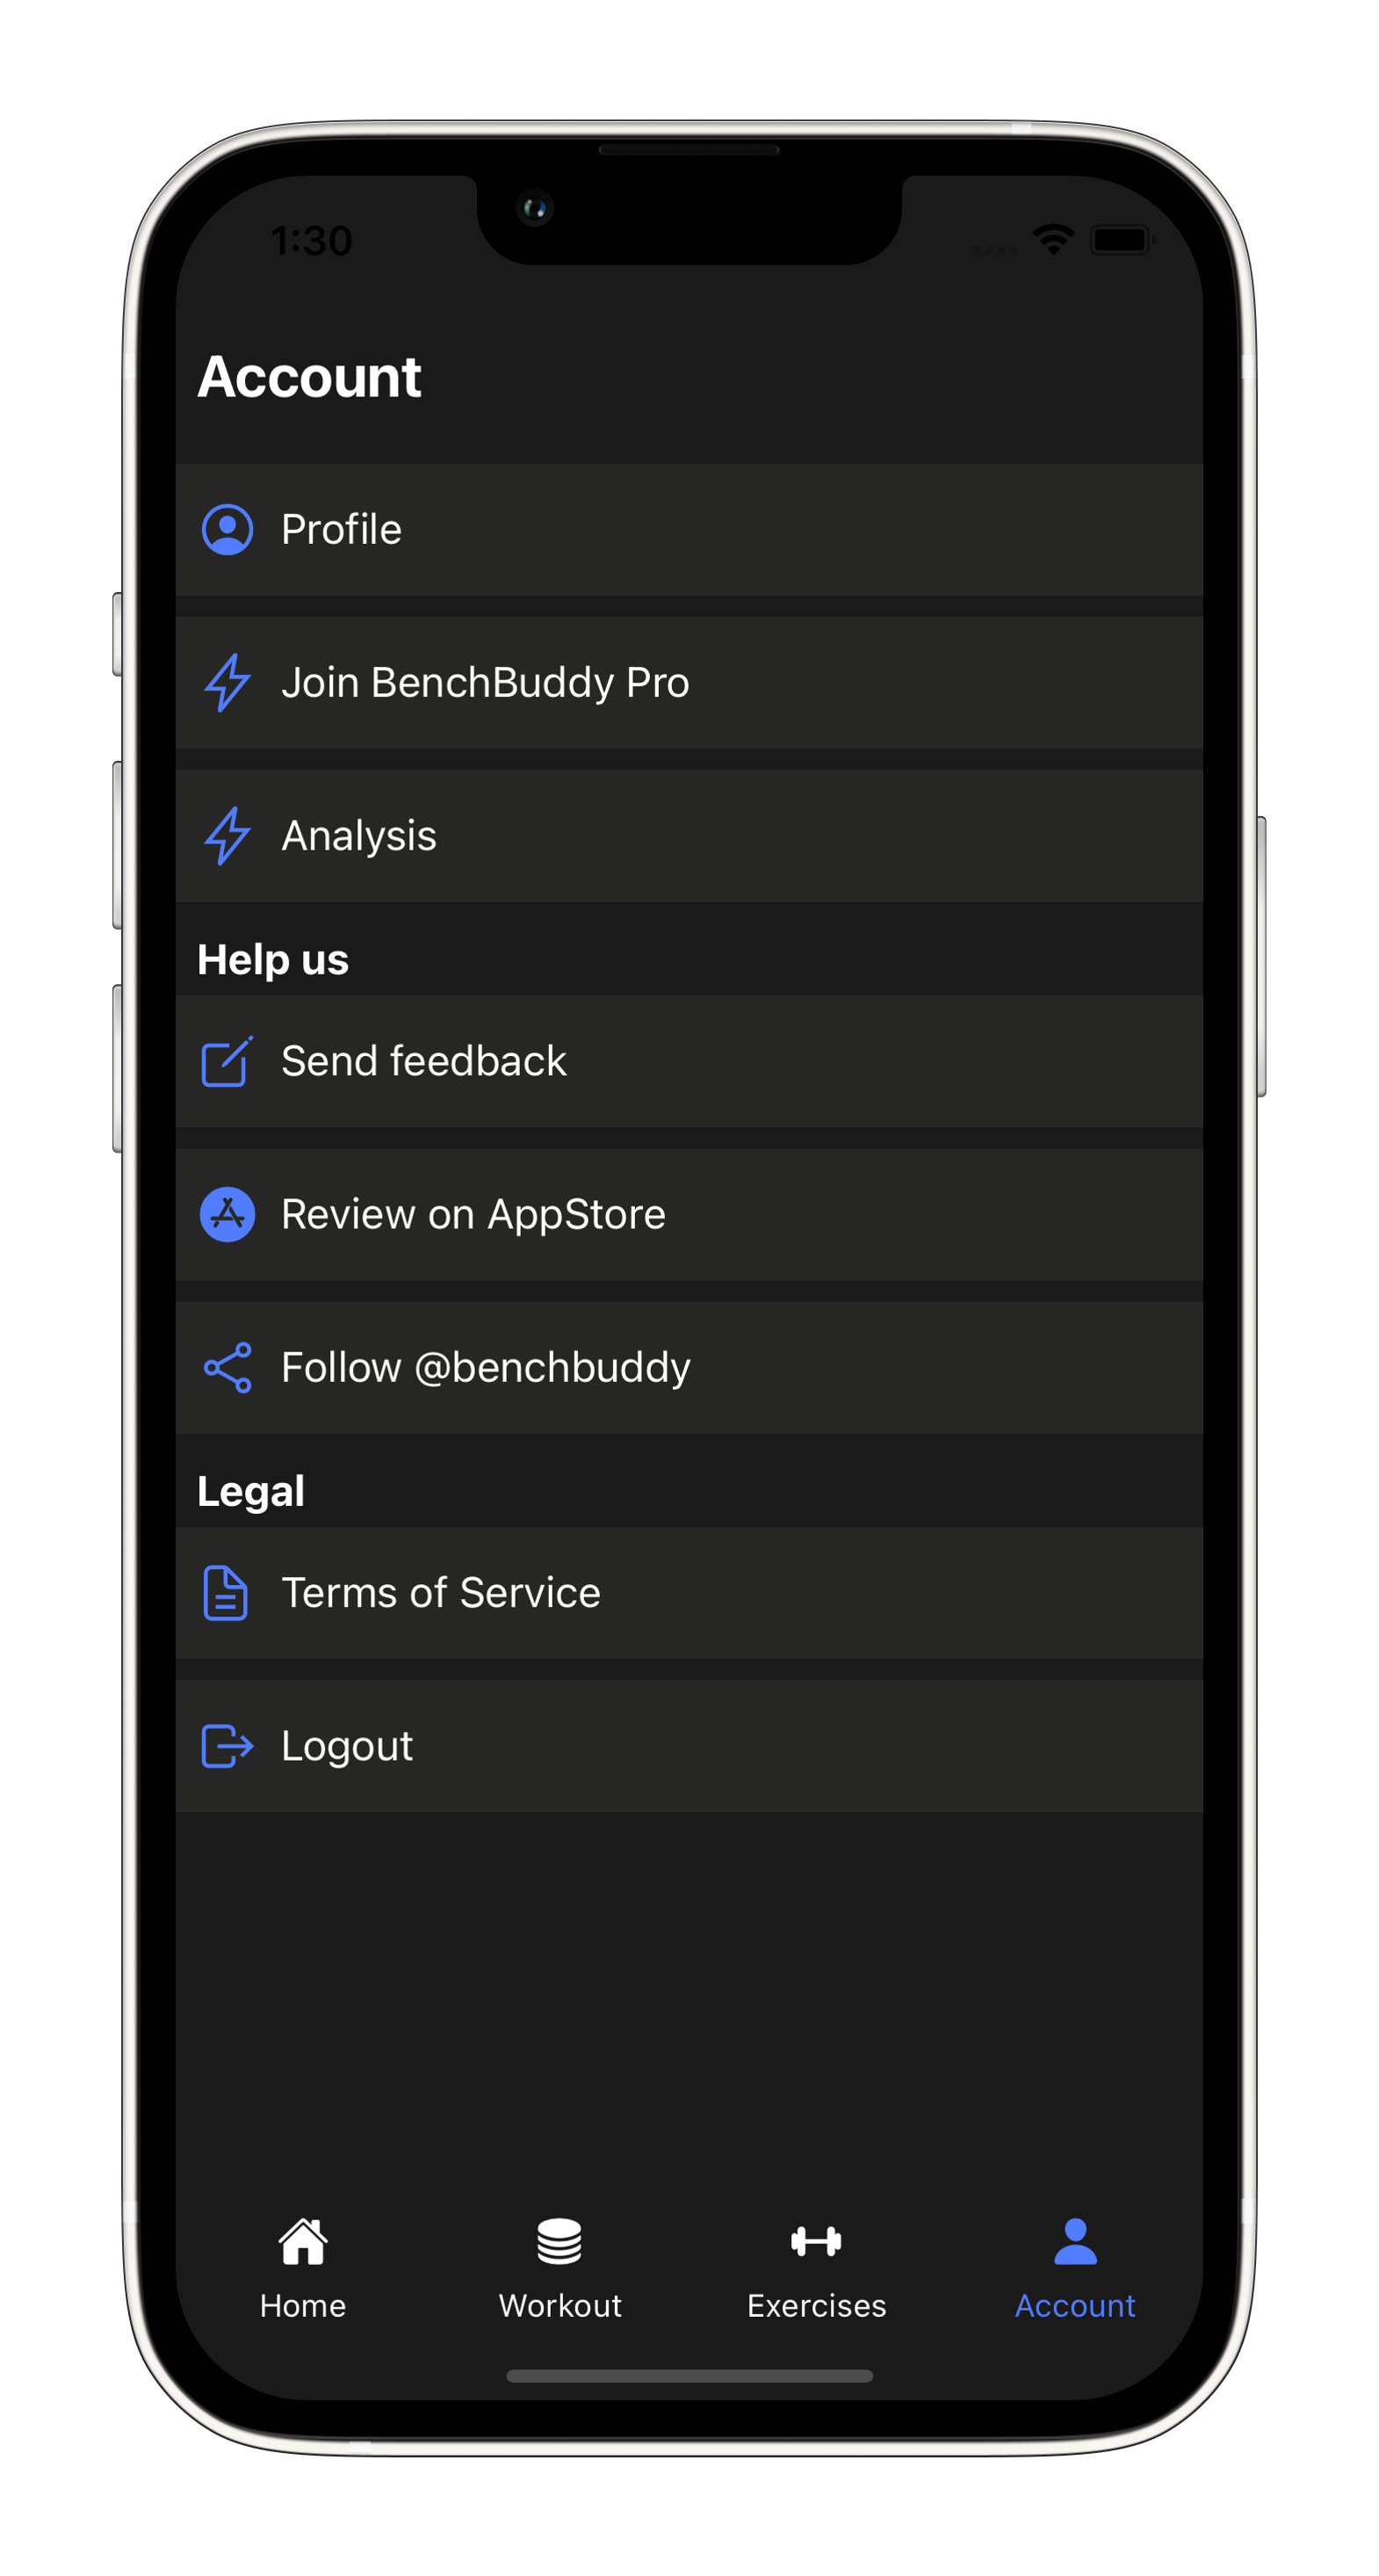 1:30
Account
Profile
Join BenchBuddy Pro
Analysis
Help us
Send feedback
Review on AppStore
Follow @benchbuddy
Legal
Terms of Service
Logout
Home Workout Exercises Account